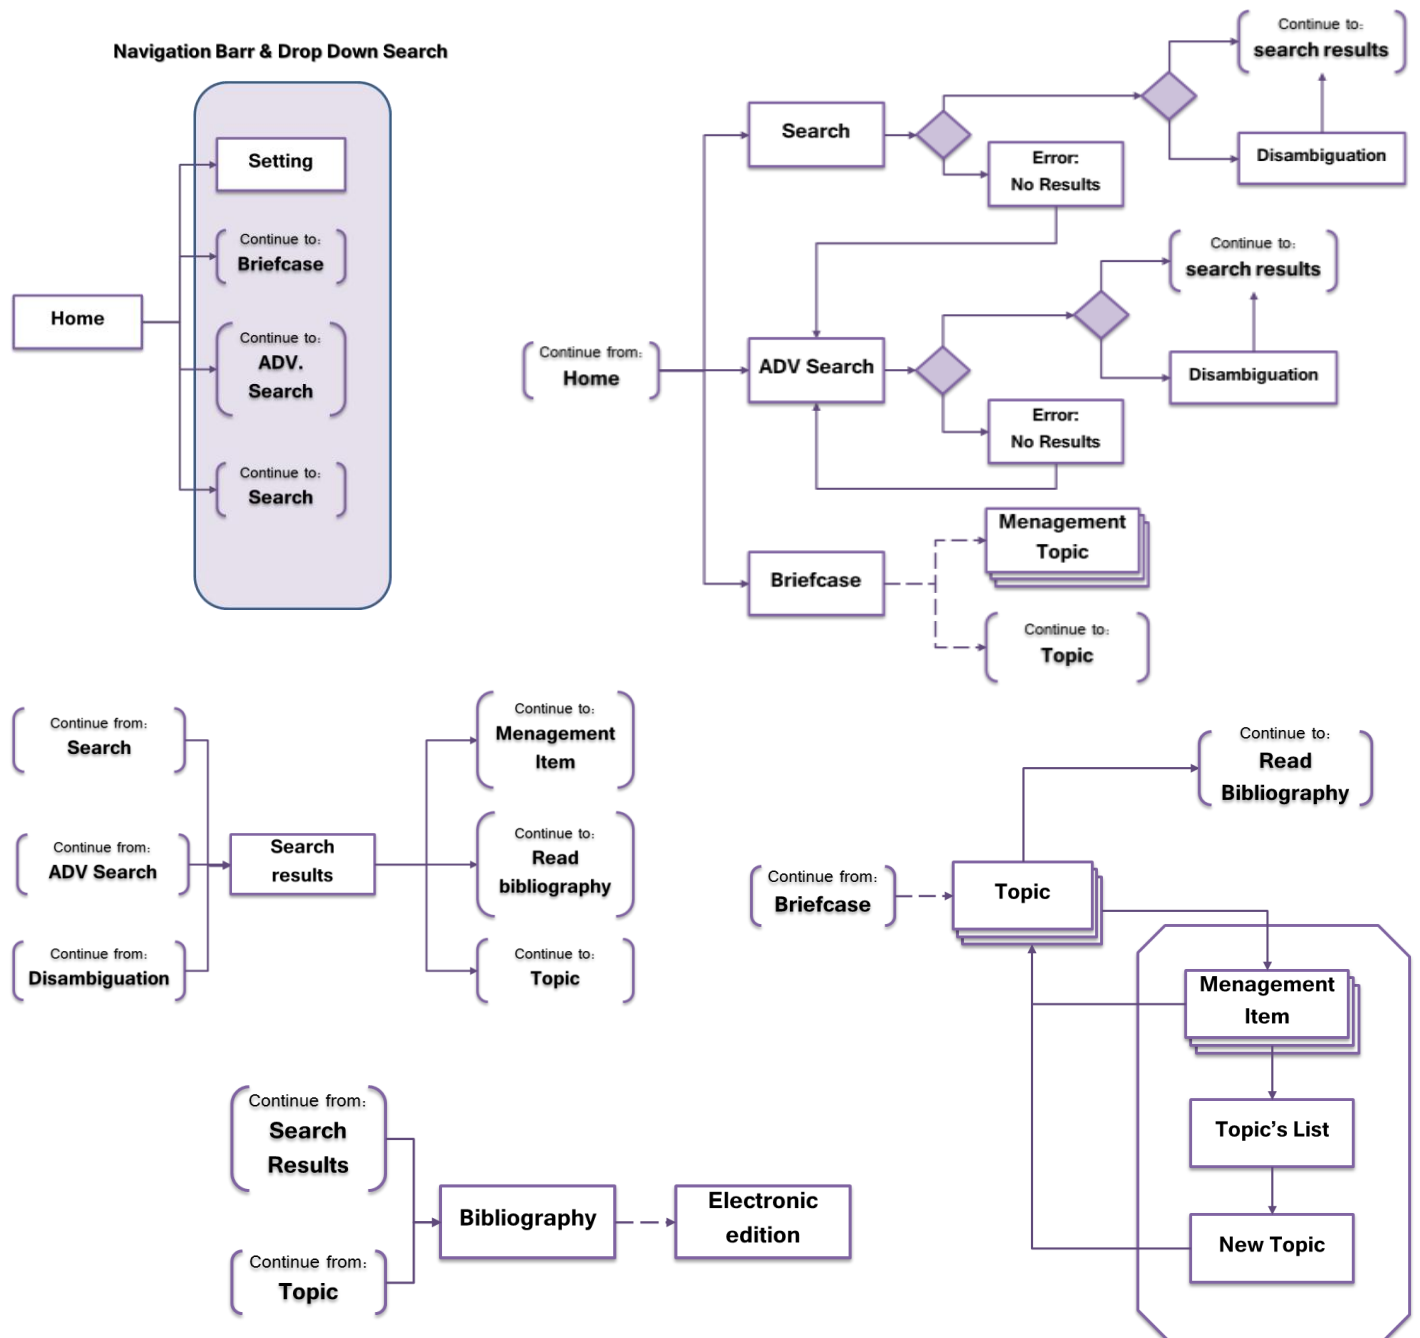 Navigation Barr & Drop Down Search
Home
Setting
Continue to:
Briefcase
Continue to:
ADV.
Search
Continue to:
Search
Continue from:
Home
Search
Error:
No Results
Continue to:
search results
Disambiguation
ADV Search
Error:
No Results
Continue to:
search results
Disambiguation
Briefcase
Menagement
Topic
Continue to:
Topic
Continue from:
Search
Continue from:
ADV Search
Continue from:
Disambiguation
Search
results
Continue to:
Menagement
Item
Continue to:
Read
bibliography
Continue to:
Topic
Continue from:
Briefcase
Topic
Continue to:
Read
Bibliography
Menagement
Item
Topic's List
New Topic
Continue from:
Search
Results
Continue from:
Topic
Bibliography
Electronic
edition